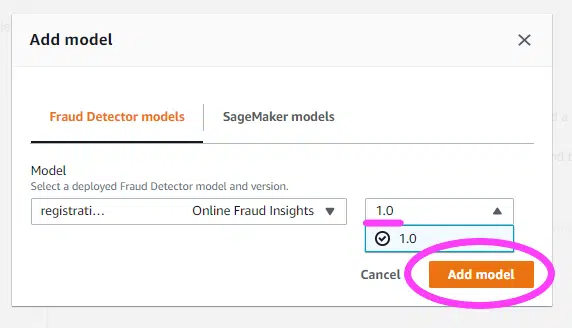 Add model
Fraud Detector models
SageMaker models
Model
Select a deployed Fraud Detector model and version.
registrati... Online Fraud Insights
1.0
1.0
Cancel
Add model